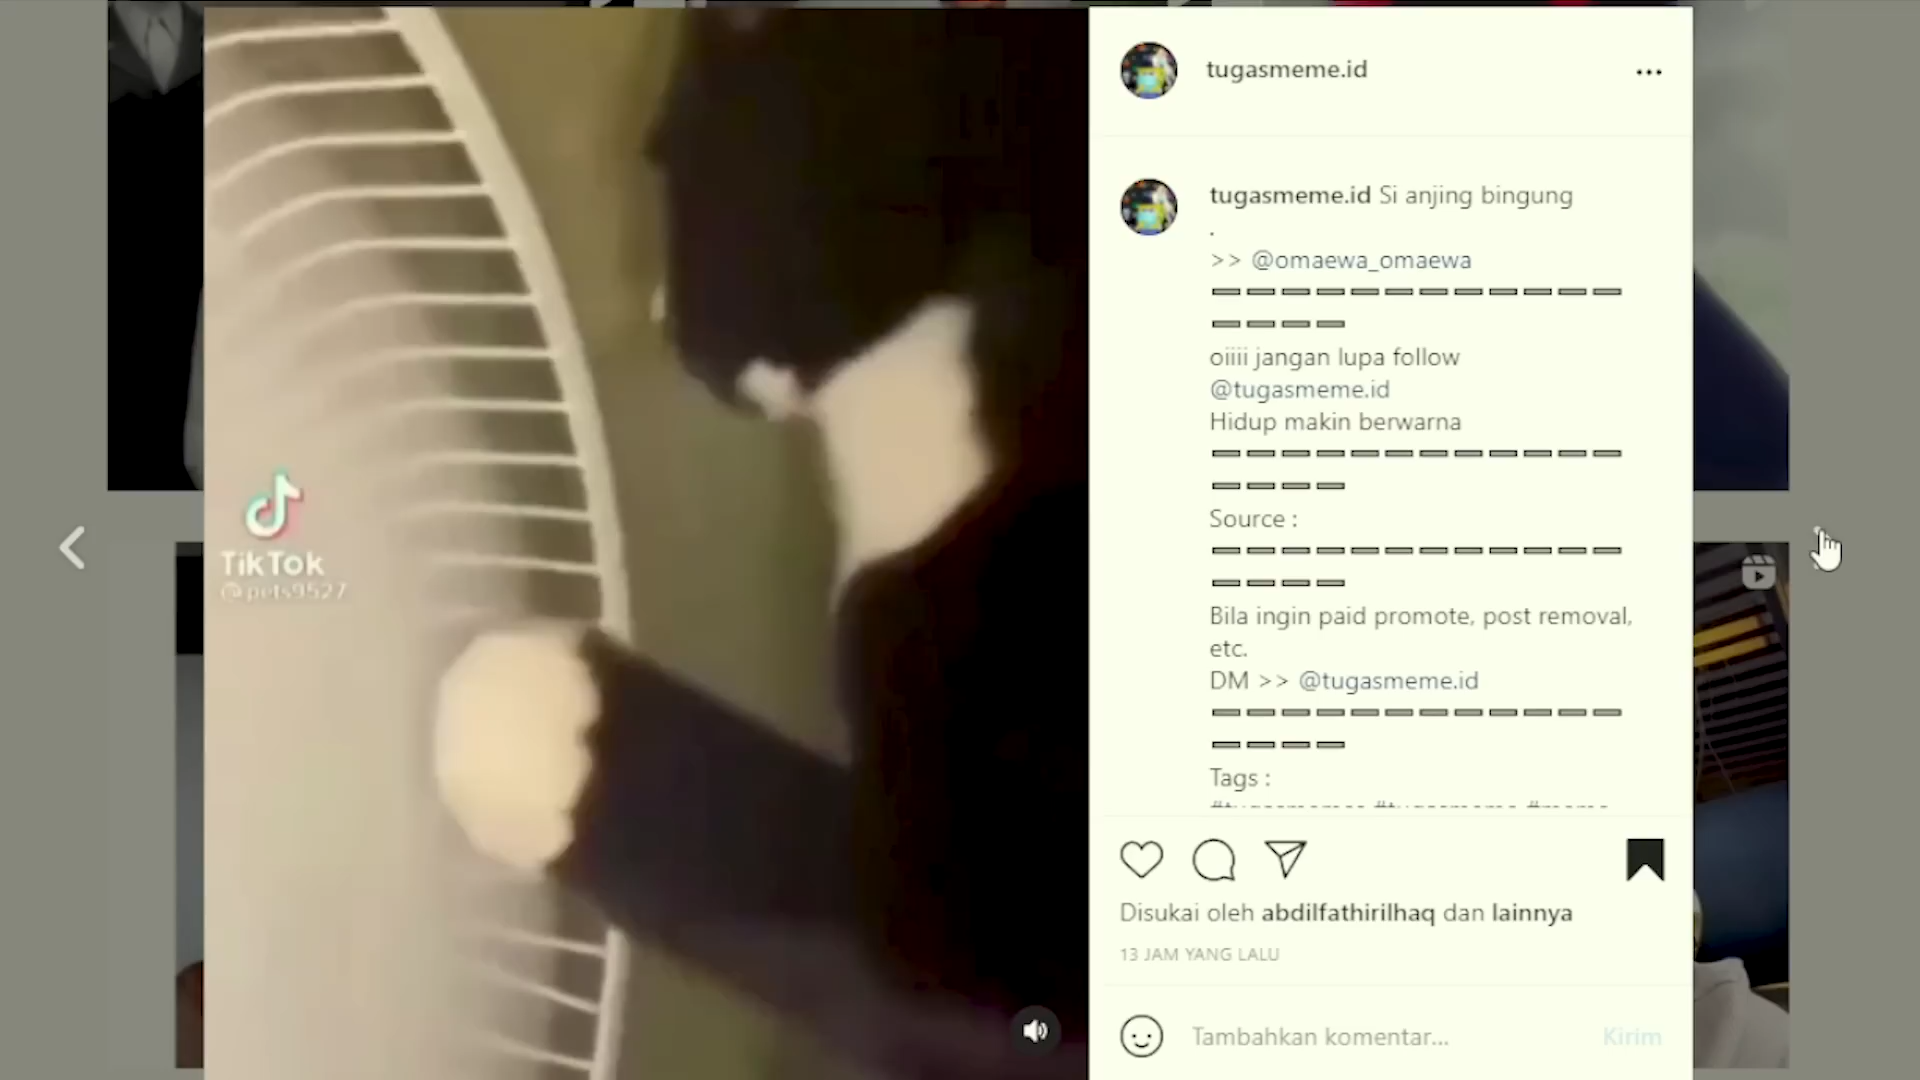 tugasmeme.id
tugasmeme.id Si anjing bingung
.
>> @omaewa_omaewa
oiiii jangan lupa follow
@tugasmeme.id
Hidup makin berwarna
Source :
Bila ingin paid promote, post removal,
etc.
DM >> @tugasmeme.id
Tags :
Disukai oleh abdilfathirilhaq dan lainnya
13 JAM YANG LALU
Tambahkan komentar...
Kirim
TikTok
@pets9527